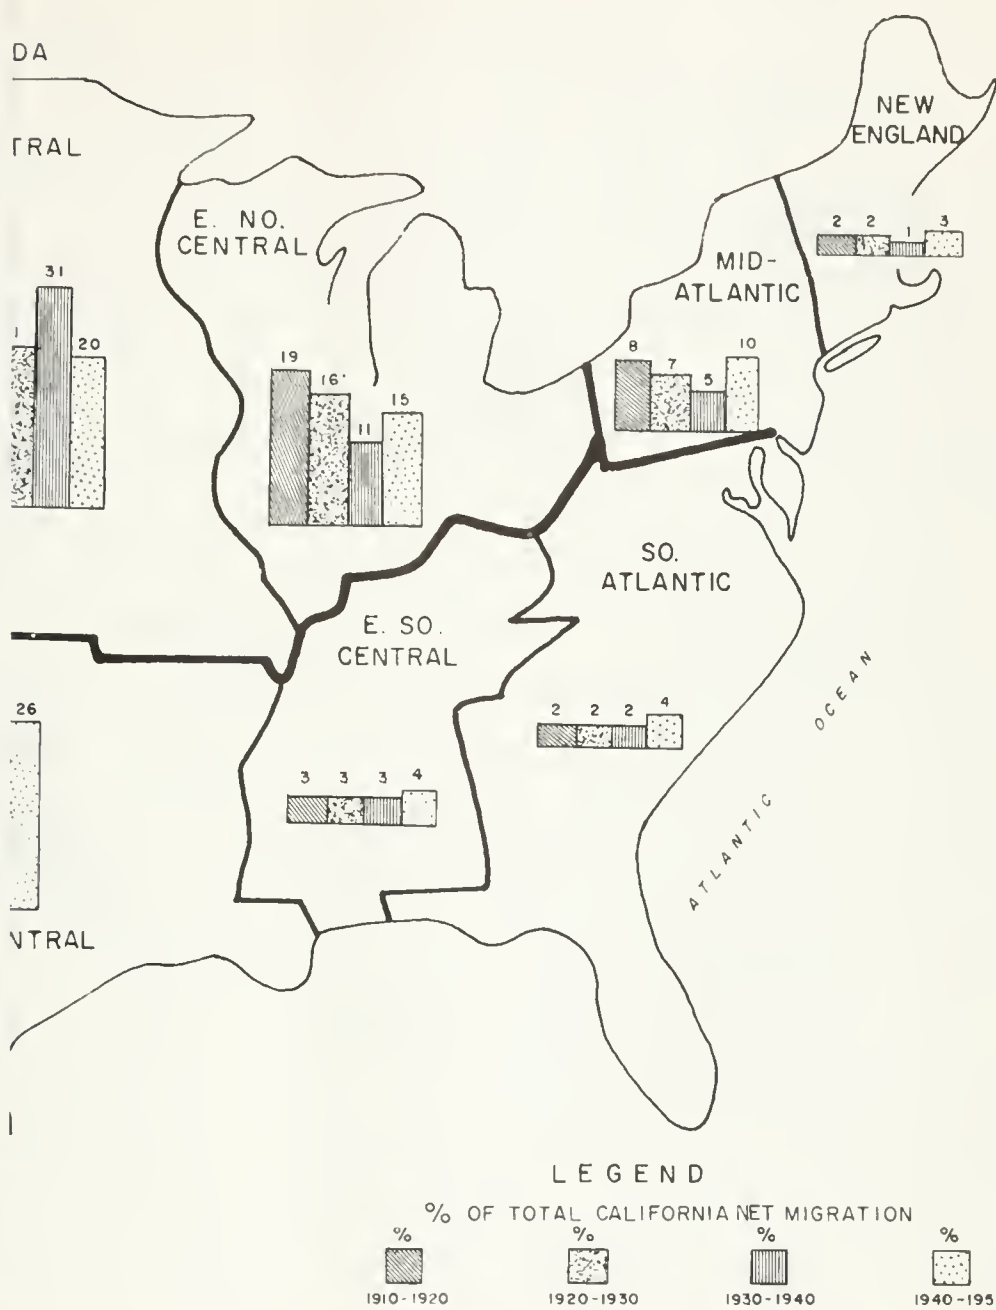 DA
TRAL
NEW
ENGLAND
E. NO.
CENTRAL
MID-
ATLANTIC
2 2 1 3
31
1
20
19
16
11
15
8
7
5
10
SO.
ATLANTIC
E. SO.
CENTRAL
26
2 2 2 4
3 3 3 4
ATLANTIC OCEAN
NTRAL
LEGEND
% OF TOTAL CALIFORNIA NET MIGRATION
% % % %
1910-1920 1920-1930 1930-1940 1940-195